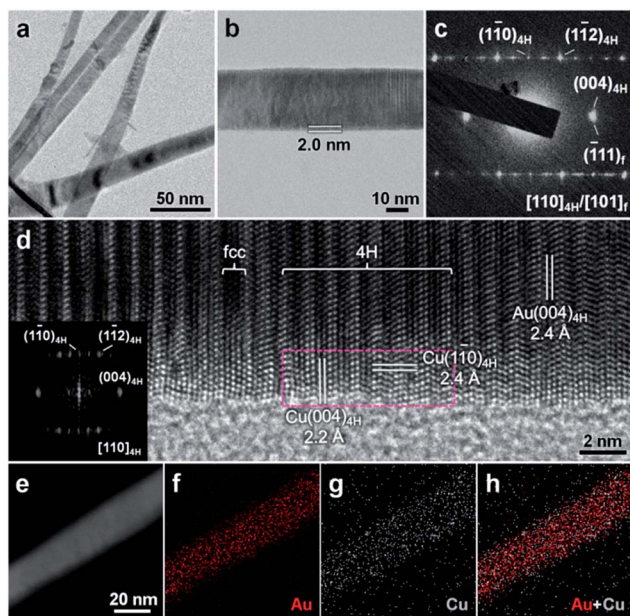 a
50 nm
b
2.0 nm
10 nm
c
(11̄0)4H
(11̄2)4H
(004)4H
(1̄11)f
[110]4H/[101]f
d
fcc
4H
Au(004)4H
2.4 Å
Cu(11̄0)4H
2.4 Å
Cu(004)4H
2.2 Å
2 nm
(11̄0)4H
(11̄2)4H
(004)4H
[110]4H
e
20 nm
f
Au
g
Cu
h
Au+Cu